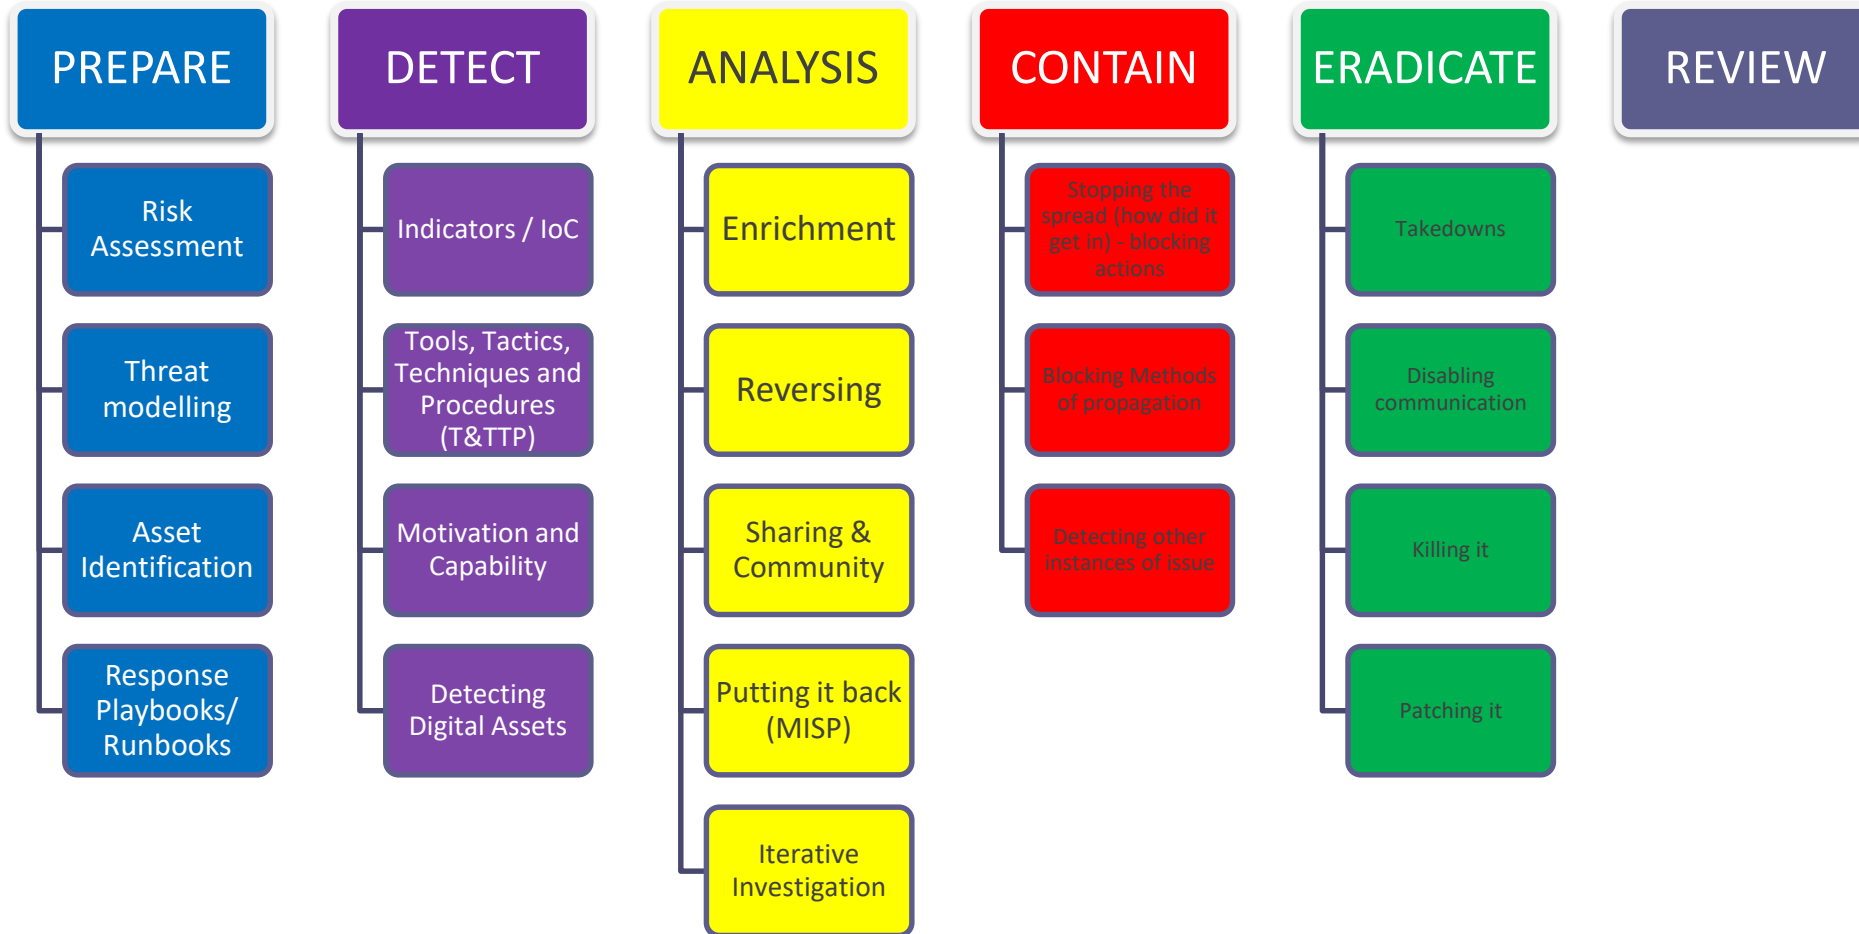 PREPARE
Risk
Assessment
Threat
modelling
Asset
Identification
Response
Playbooks/
Runbooks
DETECT
Indicators / IoC
Tools, Tactics,
Techniques and
Procedures
(T&TTP)
Motivation and
Capability
Detecting
Digital Assets
ANALYSIS
Enrichment
Reversing
Sharing &
Community
Putting it back
(MISP)
Iterative
Investigation
CONTAIN
Stopping the
spread (how did it
get in) - blocking
actions
Blocking Methods
of propagation
Detecting other
instances of issue
ERADICATE
Takedowns
Disabling
communication
Killing it
Patching it
REVIEW